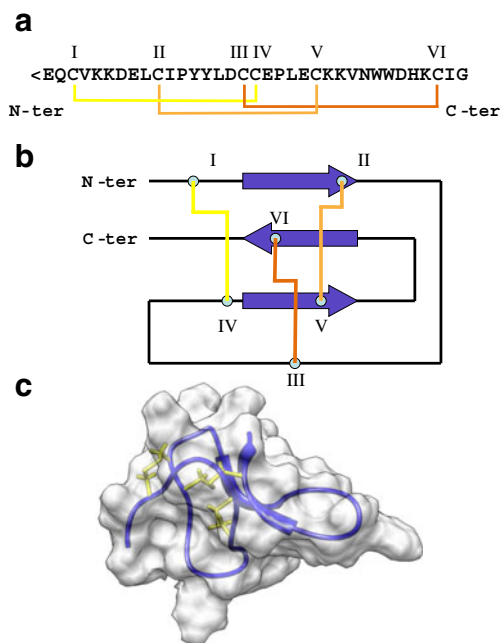 a
I II III IV V VI
<EQCVKKDELCIPYYLDCCEPLECKKVNWWDHKCIG
N-ter C-ter
b
I II
N-ter
VI
C-ter
IV V
III
c